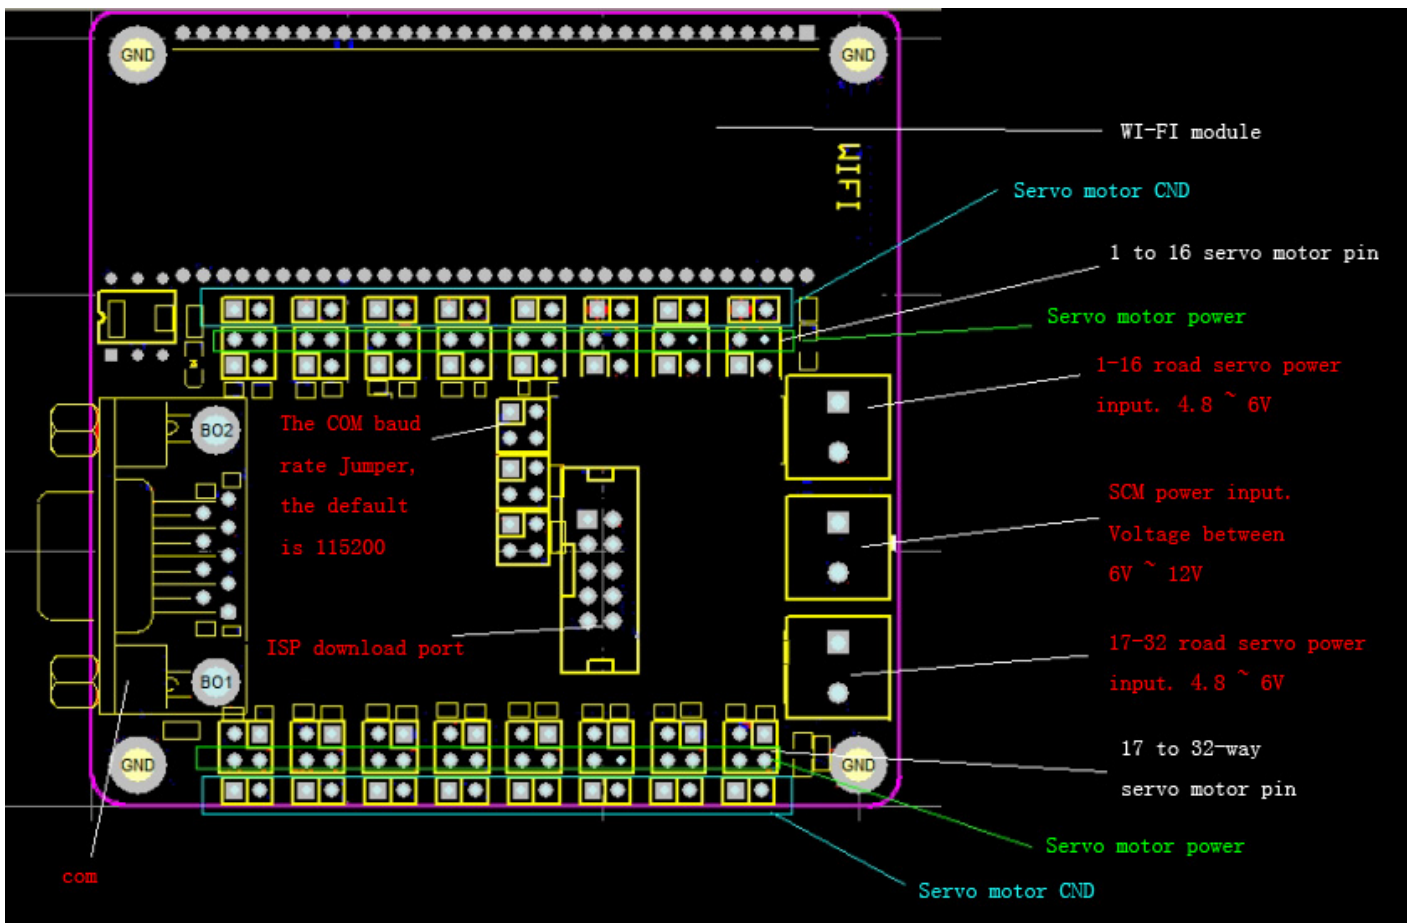 GND
GND
WI-FI module
WIFI
Servo motor CND
1 to 16 servo motor pin
Servo motor power
1-16 road servo power
input. 4.8 ~ 6V
BO2
The COM baud
rate Jumper,
the default
is 115200
SCM power input.
Voltage between
6V ~ 12V
ISP download port
17-32 road servo power
input. 4.8 ~ 6V
BO1
GND
GND
17 to 32-way
servo motor pin
Servo motor power
com
Servo motor CND